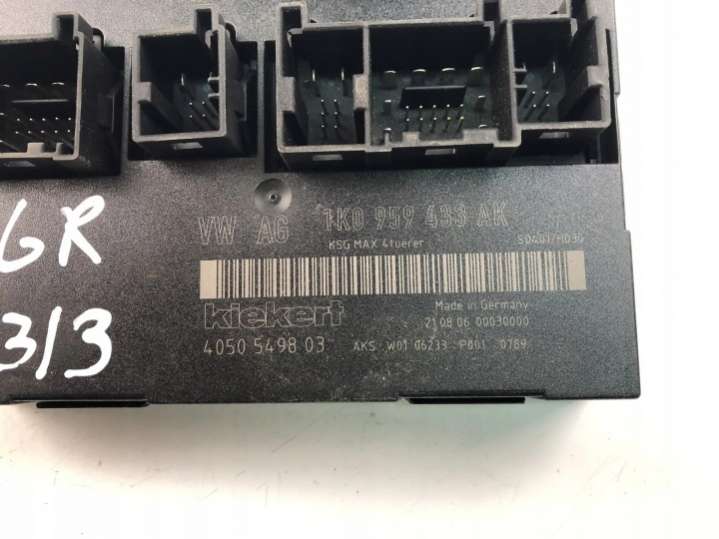 VW AG 1K0 959 433 AK
KSG MAX 4tuerer S0401/H030
kiekert
Made in Germany
21 08 06 00030000
4050 5498 03
AKS W01 06233 P801 0789
GR
3/3